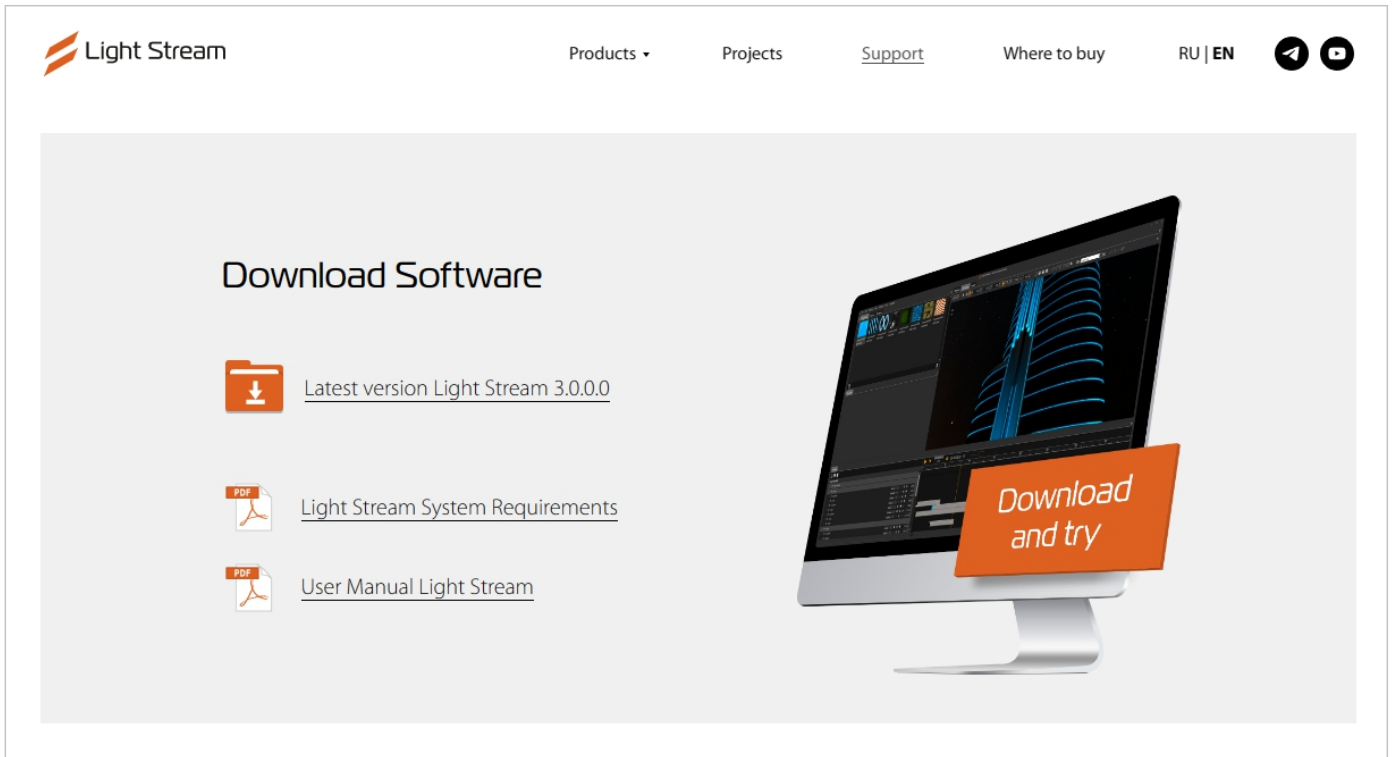 Light Stream
Products ▾
Projects
Support
Where to buy
RU | EN
Download Software
Latest version Light Stream 3.0.0.0
PDF
Light Stream System Requirements
PDF
User Manual Light Stream
Download
and try